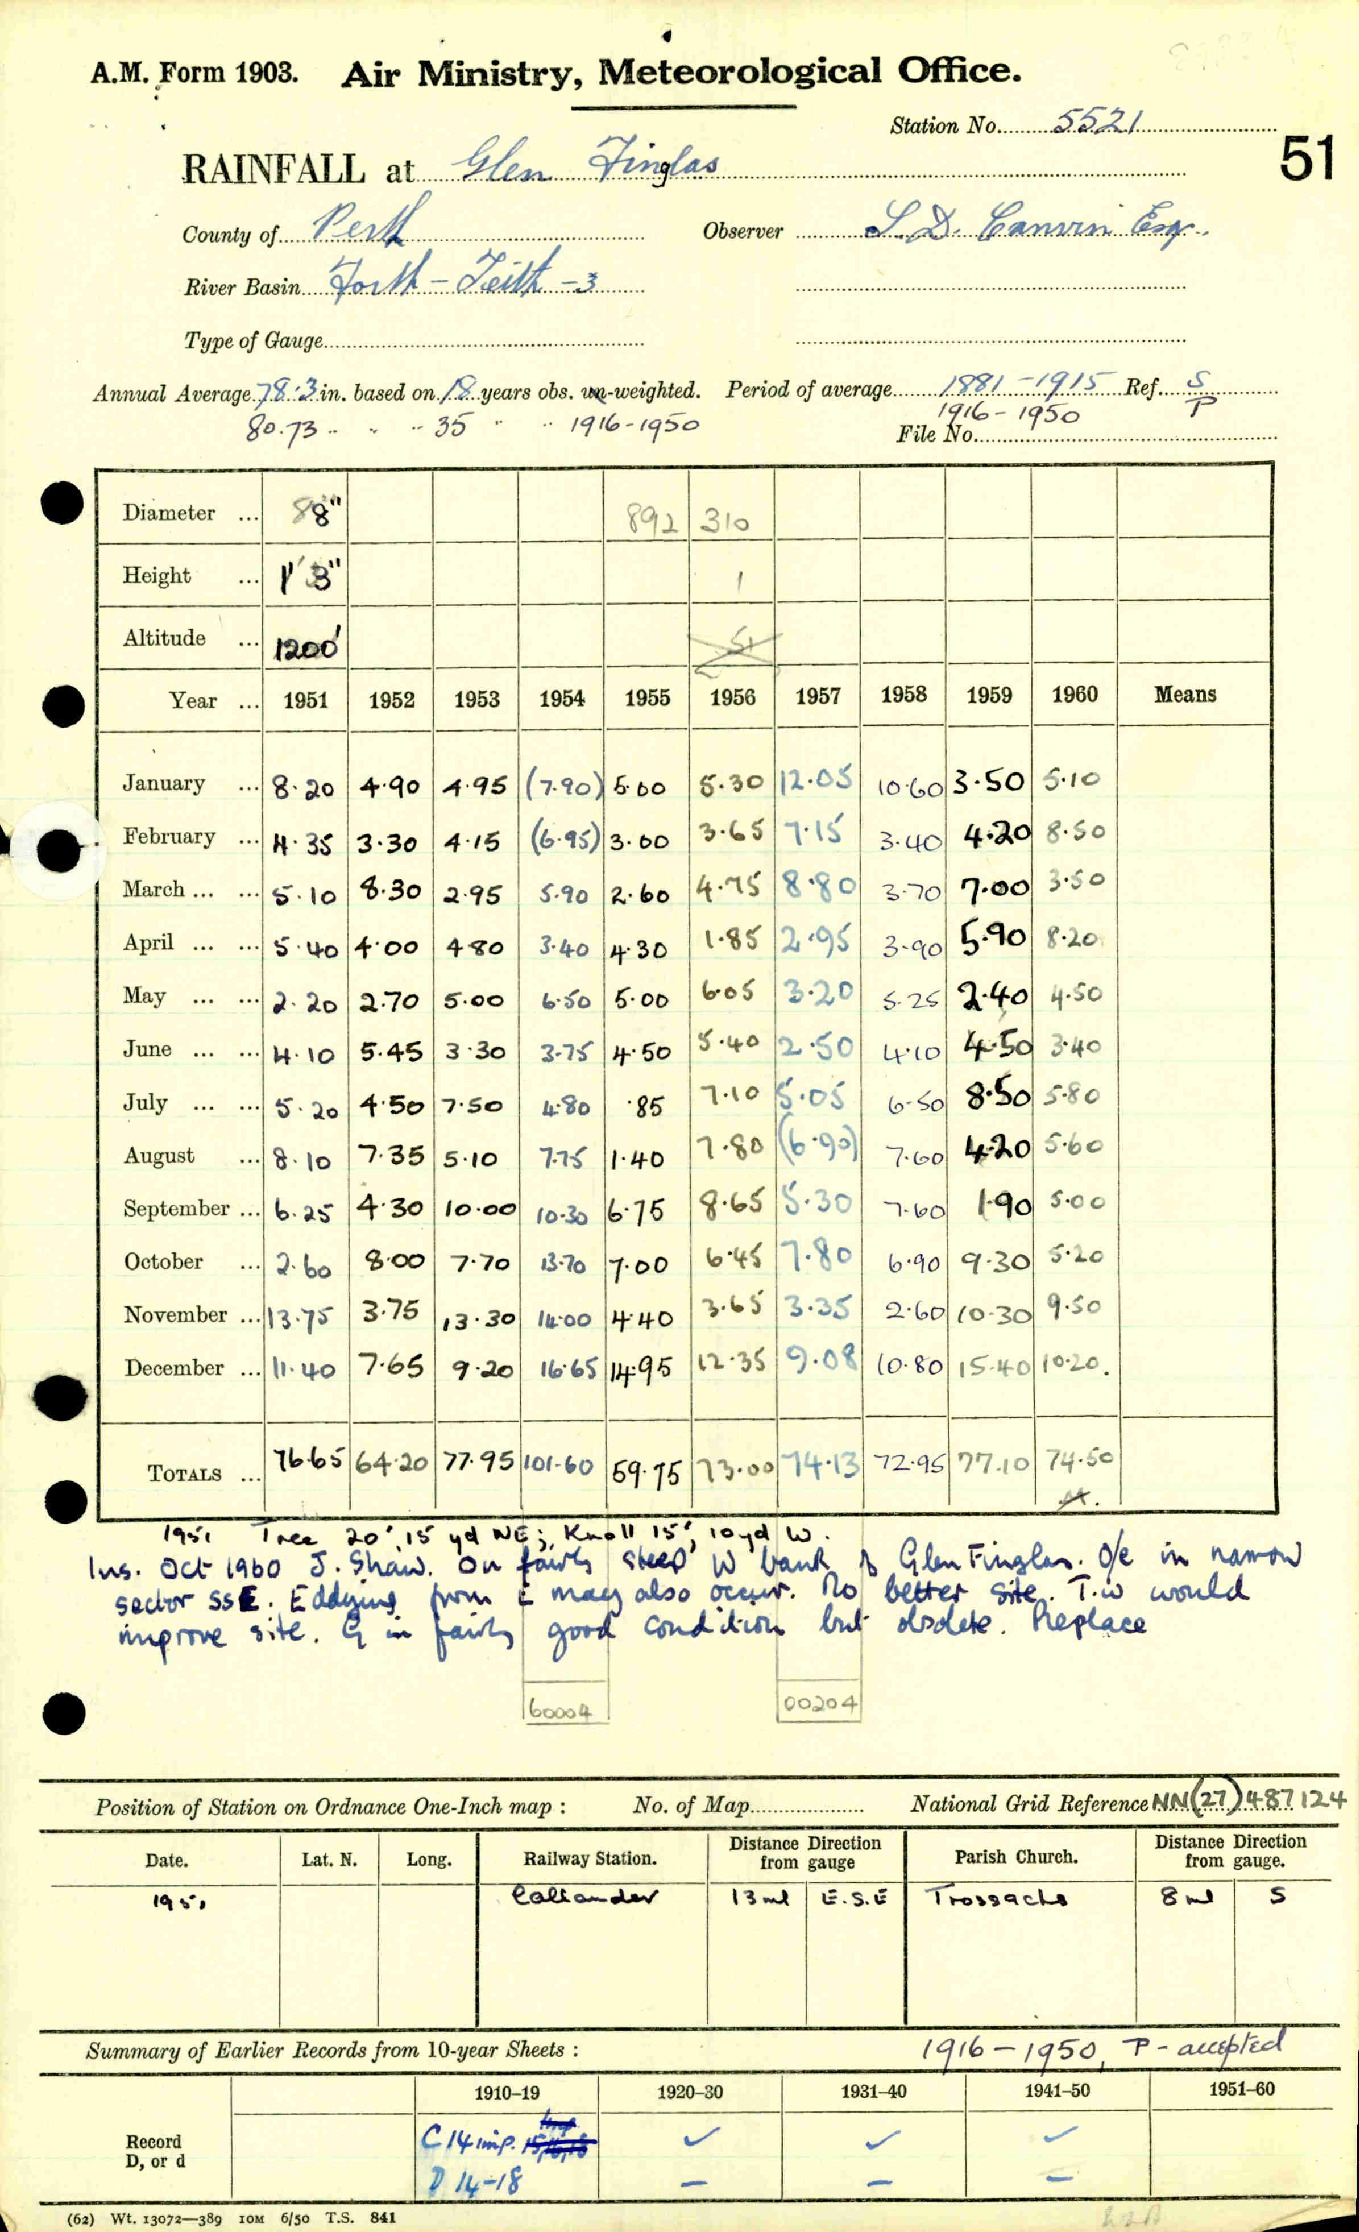 A.M. Form 1903. Air Ministry, Meteorological Office.
Station No. 5521
51
RAINFALL at Glen Finglas
County of Perth Observer S. D. Canvin Esq.
River Basin Forth - Teith - 3
Type of Gauge
Annual Average 78.3 in. based on 18 years obs. un-weighted. Period of average 1881-1915 Ref. S
80.73 " " " 35 " " 1916-1950 1916-1950 P
File No.
Diameter ... 8" 892 310
Height ... 1' 3" 1
Altitude ... 1200' 51
Year ... 1951 1952 1953 1954 1955 1956 1957 1958 1959 1960 Means
January ... 8.20 4.90 4.95 (7.90) 5.00 5.30 12.05 10.60 3.50 5.10
February ... 4.35 3.30 4.15 (6.95) 3.00 3.65 7.15 3.40 4.20 8.50
March ... ... 5.10 8.30 2.95 5.90 2.60 4.75 8.80 3.70 7.00 3.50
April ... ... 5.40 4.00 4.80 3.40 4.30 1.85 2.95 3.90 5.90 8.20
May ... ... 2.20 2.70 5.00 6.50 5.00 6.05 3.20 5.25 2.40 4.50
June ... ... 4.10 5.45 3.30 3.75 4.50 5.40 2.50 4.10 4.50 3.40
July ... ... 5.20 4.50 7.50 4.80 .85 7.10 5.05 6.50 8.50 5.80
August ... 8.10 7.35 5.10 7.75 1.40 7.80 (6.90) 7.60 4.20 5.60
September ... 6.25 4.30 10.00 10.30 6.75 8.65 5.30 7.60 1.90 5.00
October ... 2.60 8.00 7.70 13.70 7.00 6.45 7.80 6.90 9.30 5.20
November ... 13.75 3.75 13.30 14.00 4.40 3.65 3.35 2.60 10.30 9.50
December ... 11.40 7.65 9.20 16.65 14.95 12.35 9.08 10.80 15.40 10.20.
TOTALS ... 76.65 64.20 77.95 101.60 59.75 73.00 74.13 72.95 77.10 74.50
1951 Tree 20', 15 yd NE; Knoll 15', 10 yd W.
Ins. Oct 1960 J. Shaw. On fairly steep W bank of Glen Finglas. O/e in narrow
sector SSE. Eddying from E may also occur. No better site. T.w would
improve site. G in fairly good condition but obsolete. Replace
60004 00204
Position of Station on Ordnance One-Inch map : No. of Map National Grid Reference NN(27)487124
Date. Lat. N. Long. Railway Station. Distance Direction from gauge Parish Church. Distance Direction from gauge.
1951 Callander 13 ml E.S.E Trossachs 8 ml S
Summary of Earlier Records from 10-year Sheets : 1916-1950, P - accepted
1910–19 1920–30 1931–40 1941–50 1951–60
Record C 14 imp. ✓ ✓ ✓
D, or d D 14-18 – – –
(62) Wt. 13072—389 10M 6/50 T.S. 841